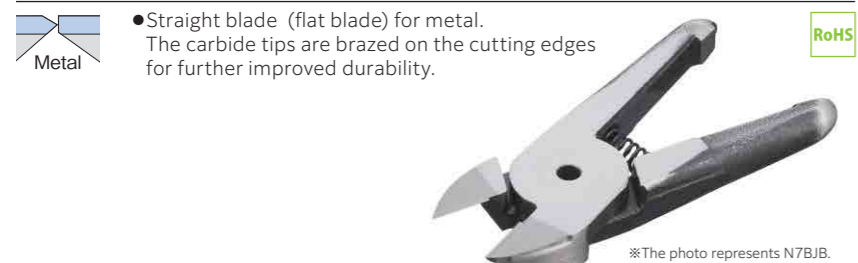 ●Straight blade (flat blade) for metal.
The carbide tips are brazed on the cutting edges
for further improved durability.
Metal
RoHS
※The photo represents N7BJB.